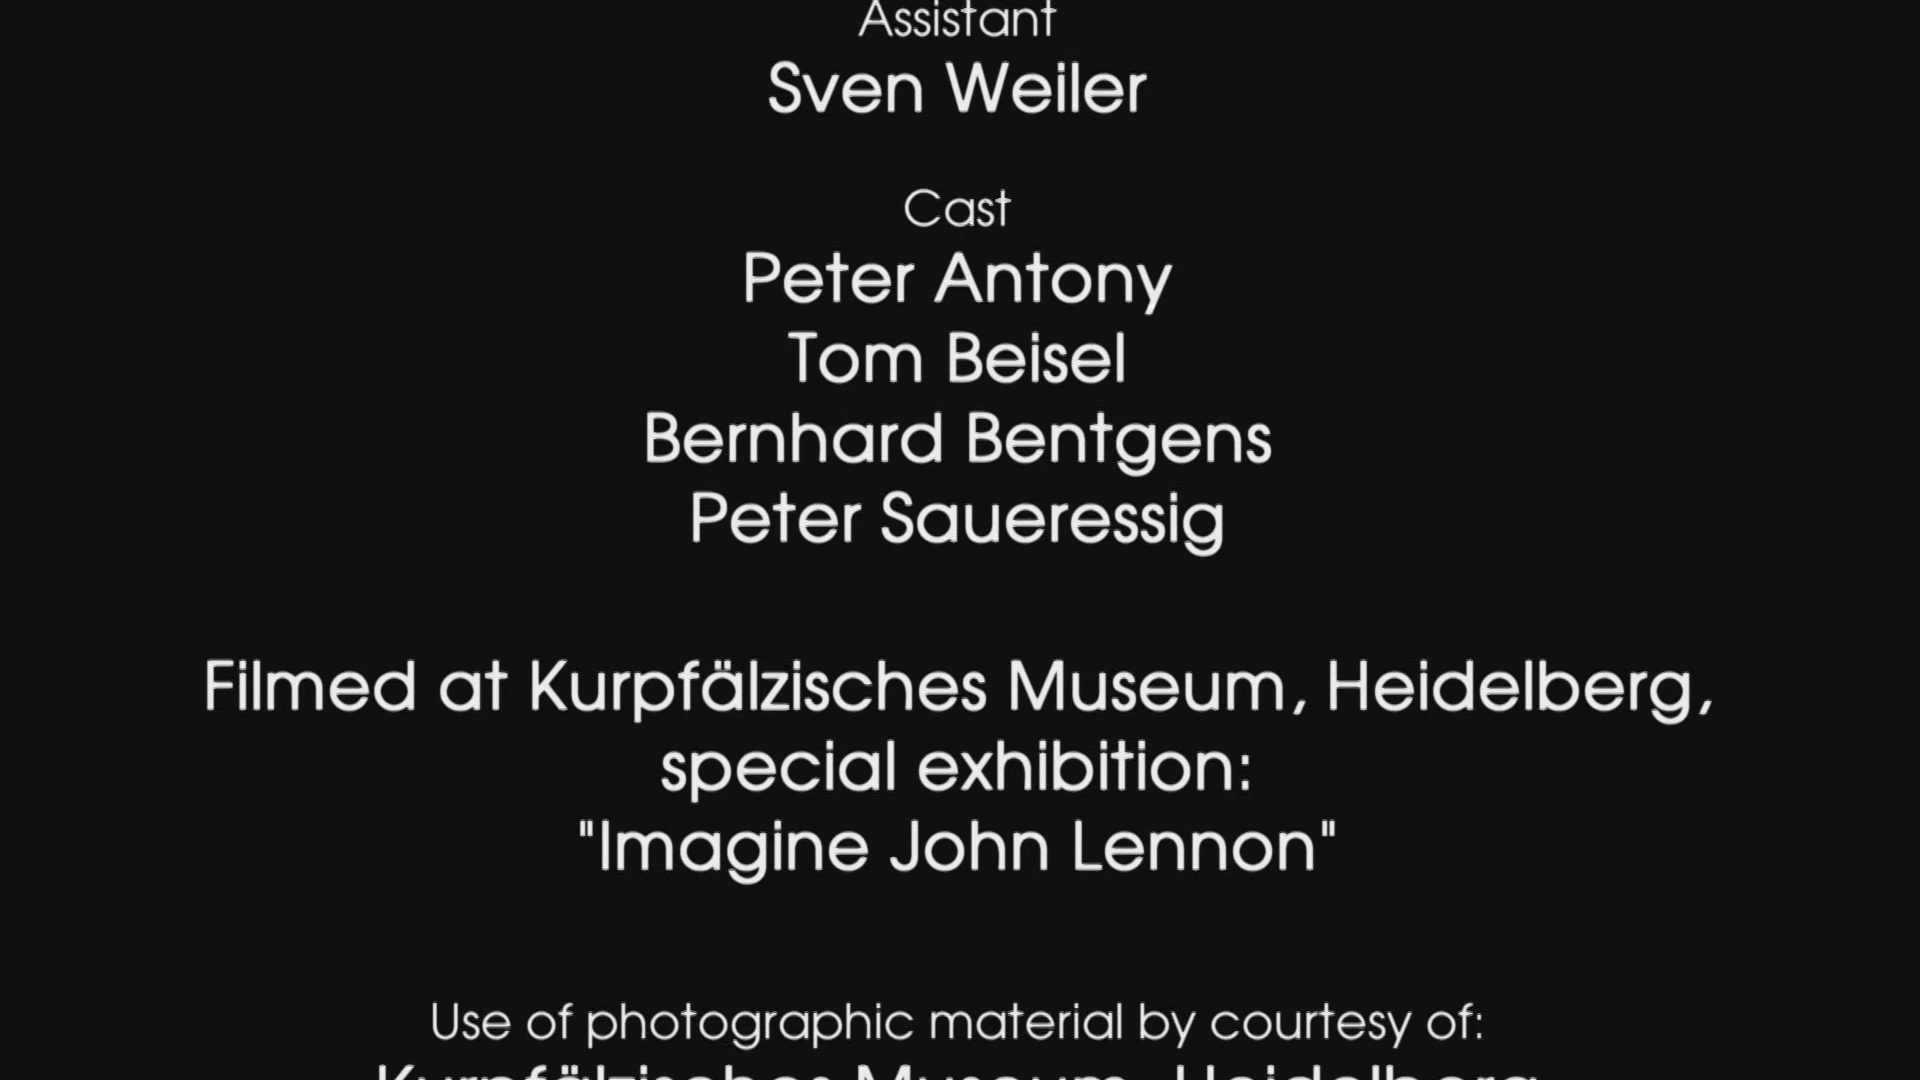 Assistant
Sven Weiler
Cast
Peter Antony
Tom Beisel
Bernhard Bentgens
Peter Saueressig
Filmed at Kurpfälzisches Museum, Heidelberg,
special exhibition:
"Imagine John Lennon"
Use of photographic material by courtesy of:
Kurpfälzisches Museum, Heidelberg